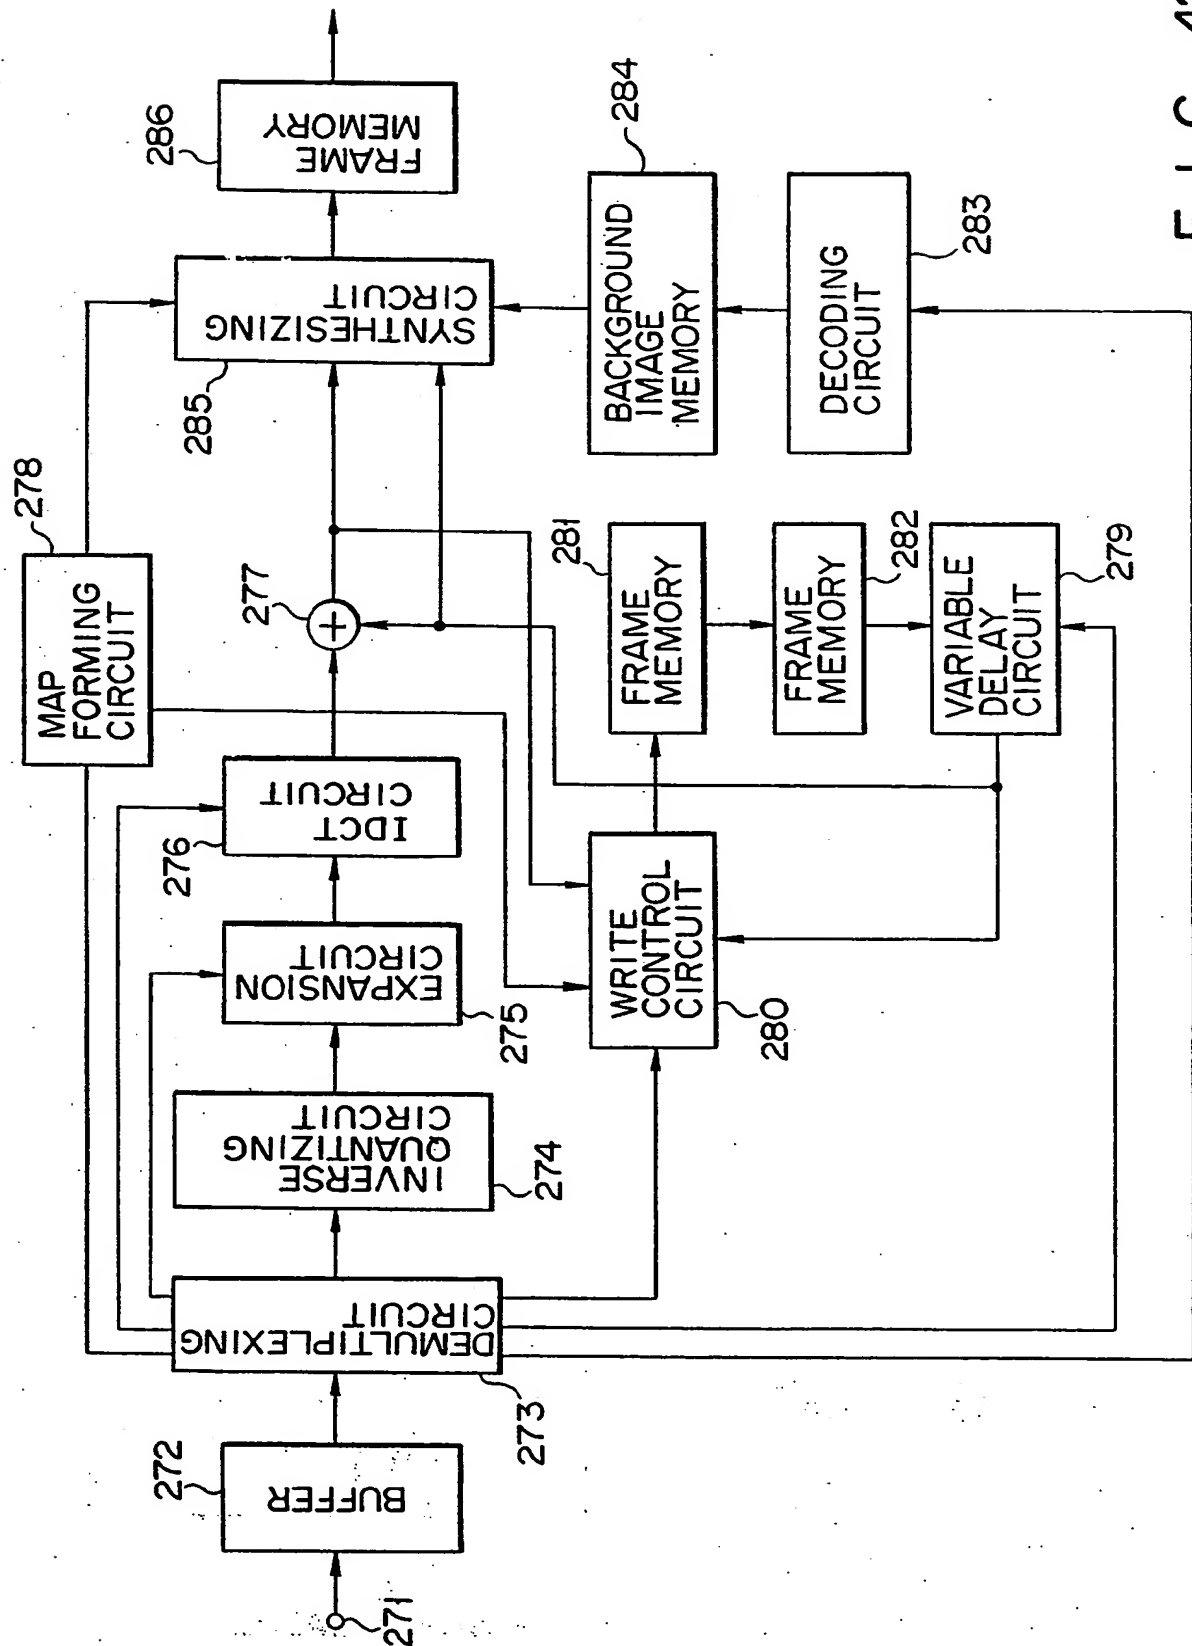 286
FRAME
MEMORY
284
BACKGROUND
IMAGE
MEMORY
283
DECODING
CIRCUIT
285
SYNTHESIZING
CIRCUIT
278
MAP
FORMING
CIRCUIT
277
+
281
FRAME
MEMORY
282
FRAME
MEMORY
279
VARIABLE
DELAY
CIRCUIT
276
IDCT
CIRCUIT
275
EXPANSION
CIRCUIT
280
WRITE
CONTROL
CIRCUIT
274
INVERSE
QUANTIZING
CIRCUIT
273
DEMULTIPLEXING
CIRCUIT
272
BUFFER
271